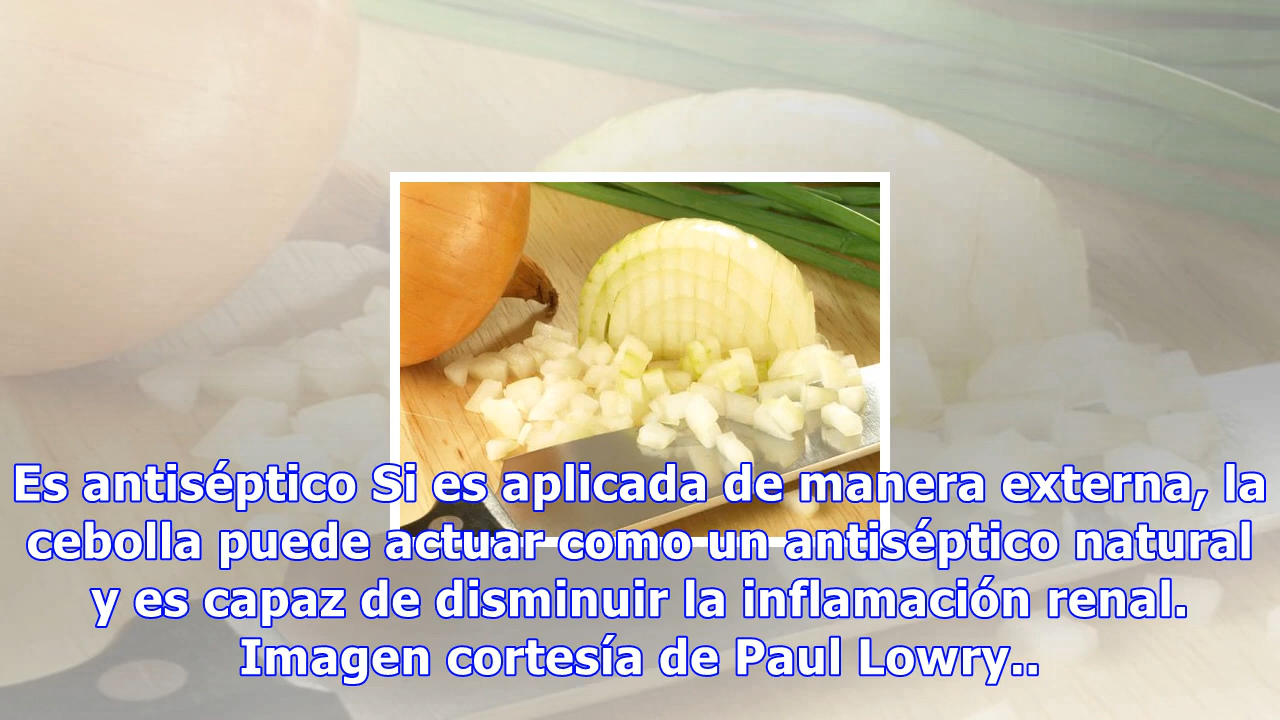 Es antiséptico Si es aplicada de manera externa, la
cebolla puede actuar como un antiséptico natural
y es capaz de disminuir la inflamación renal.
Imagen cortesía de Paul Lowry..